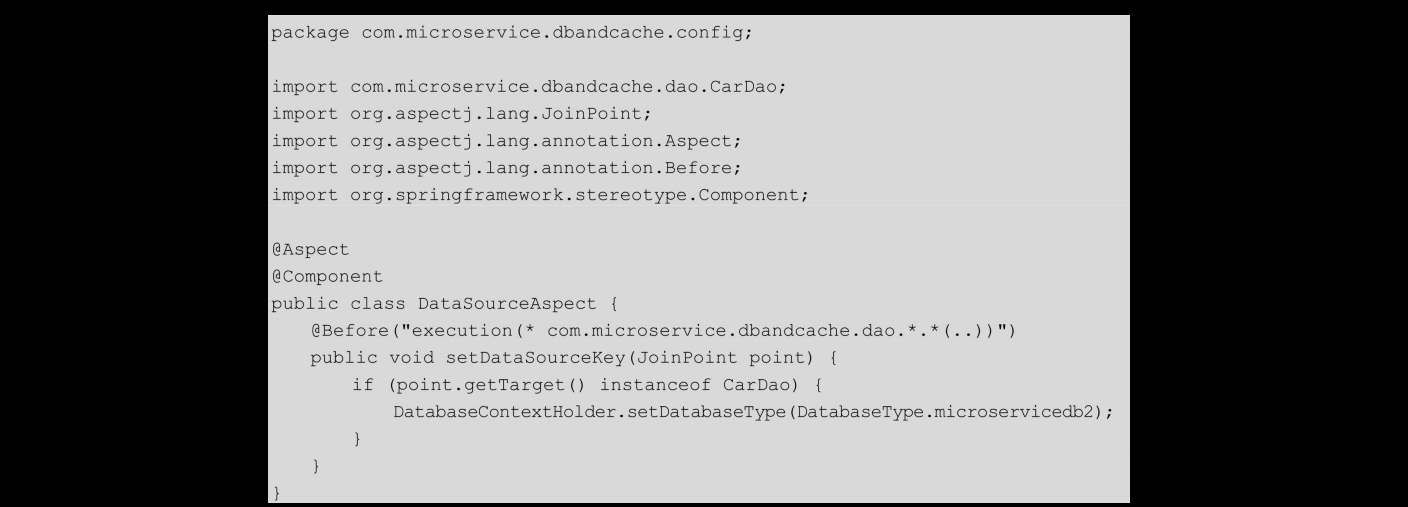 package com.microservice.dbandcache.config;
import com.microservice.dbandcache.dao.CarDao;
import org.aspectj.lang.JoinPoint;
import org.aspectj.lang.annotation.Aspect;
import org.aspectj.lang.annotation.Before;
import org.springframework.stereotype.Component;
@Aspect
@Component
public class DataSourceAspect {
    @Before("execution(* com.microservice.dbandcache.dao.*.*(..))")
    public void setDataSourceKey(JoinPoint point) {
        if (point.getTarget() instanceof CarDao) {
            DatabaseContextHolder.setDatabaseType(DatabaseType.microservicedb2);
        }
    }
}